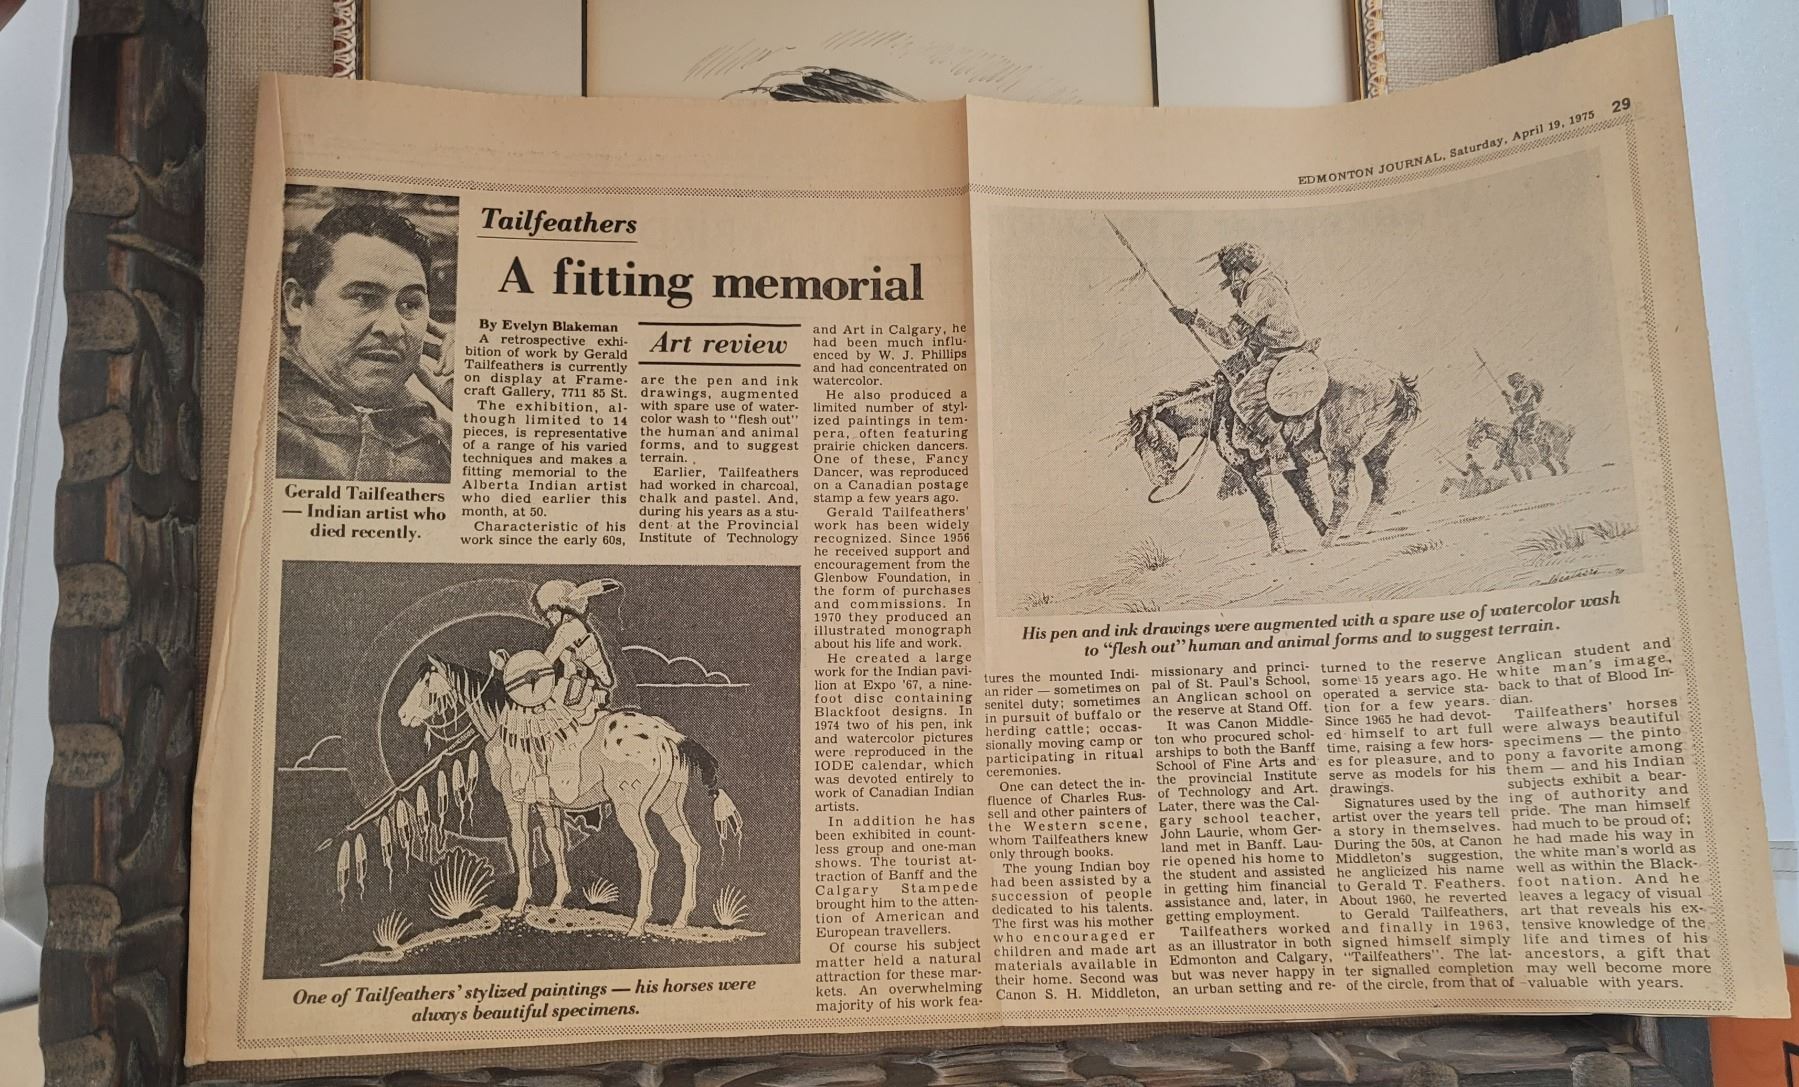 EDMONTON JOURNAL, Saturday, April 19, 1975 29
Tailfeathers
A fitting memorial
By Evelyn Blakeman
A retrospective exhi-
bition of work by Gerald
Tailfeathers is currently
on display at Frame-
craft Gallery, 7711 85 St.
The exhibition, al-
though limited to 14
pieces, is representative
of a range of his varied
techniques and makes a
fitting memorial to the
Alberta Indian artist
who died earlier this
month, at 50.
Characteristic of his
work since the early 60s,
Art review
are the pen and ink
drawings, augmented
with spare use of water-
color wash to "flesh out"
the human and animal
forms, and to suggest
terrain.
Earlier, Tailfeathers
had worked in charcoal,
chalk and pastel. And,
during his years as a stu-
dent at the Provincial
Institute of Technology
and Art in Calgary, he
had been much influ-
enced by W. J. Phillips
and had concentrated on
watercolor.
He also produced a
limited number of styl-
ized paintings in tem-
pera, often featuring
prairie chicken dancers.
One of these, Fancy
Dancer, was reproduced
on a Canadian postage
stamp a few years ago.
Gerald Tailfeathers'
work has been widely
recognized. Since 1956
he received support and
encouragement from the
Glenbow Foundation, in
the form of purchases
and commissions. In
1970 they produced an
illustrated monograph
about his life and work.
He created a large
work for the Indian pavi-
lion at Expo '67, a nine-
foot disc containing
Blackfoot designs. In
1974 two of his pen, ink
and watercolor pictures
were reproduced in the
IODE calendar, which
was devoted entirely to
work of Canadian Indian
artists.
In addition he has
been exhibited in count-
less group and one-man
shows. The tourist at-
traction of Banff and the
Calgary Stampede
brought him to the atten-
tion of American and
European travellers.
Of course his subject
matter held a natural
attraction for these mar-
kets. An overwhelming
majority of his work fea-
tures the mounted Indi-
an rider — sometimes on
senitel duty; sometimes
in pursuit of buffalo or
herding cattle; occas-
sionally moving camp or
participating in ritual
ceremonies.
One can detect the in-
fluence of Charles Rus-
sell and other painters of
the Western scene,
whom Tailfeathers knew
only through books.
The young Indian boy
had been assisted by a
succession of people
dedicated to his talents.
The first was his mother
who encouraged er
children and made art
materials available in
their home. Second was
Canon S. H. Middleton,
missionary and princi-
pal of St. Paul's School,
an Anglican school on
the reserve at Stand Off.
It was Canon Middle-
ton who procured schol-
arships to both the Banff
School of Fine Arts and
the provincial Institute
of Technology and Art.
Later, there was the Cal-
gary school teacher,
John Laurie, whom Ger-
land met in Banff. Lau-
rie opened his home to
the student and assisted
in getting him financial
assistance and, later, in
getting employment.
Tailfeathers worked
as an illustrator in both
Edmonton and Calgary,
but was never happy in
an urban setting and re-
turned to the reserve
some 15 years ago. He
operated a service sta-
tion for a few years.
Since 1965 he had devot-
ed himself to art full
time, raising a few hors-
es for pleasure, and to
serve as models for his
drawings.
Signatures used by the
artist over the years tell
a story in themselves.
During the 50s, at Canon
Middleton's suggestion,
he anglicized his name
to Gerald T. Feathers.
About 1960, he reverted
to Gerald Tailfeathers,
and finally in 1963,
signed himself simply
"Tailfeathers". The lat-
ter signalled completion
of the circle, from that of
Anglican student and
white man's image,
back to that of Blood In-
dian.
Tailfeathers' horses
were always beautiful
specimens — the pinto
pony a favorite among
them — and his Indian
subjects exhibit a bear-
ing of authority and
pride. The man himself
had much to be proud of;
he had made his way in
the white man's world as
well as within the Black-
foot nation. And he
leaves a legacy of visual
art that reveals his ex-
tensive knowledge of the
life and times of his
ancestors, a gift that
may well become more
valuable with years.
Gerald Tailfeathers
— Indian artist who
died recently.
One of Tailfeathers' stylized paintings — his horses were
always beautiful specimens.
His pen and ink drawings were augmented with a spare use of watercolor wash
to "flesh out" human and animal forms and to suggest terrain.